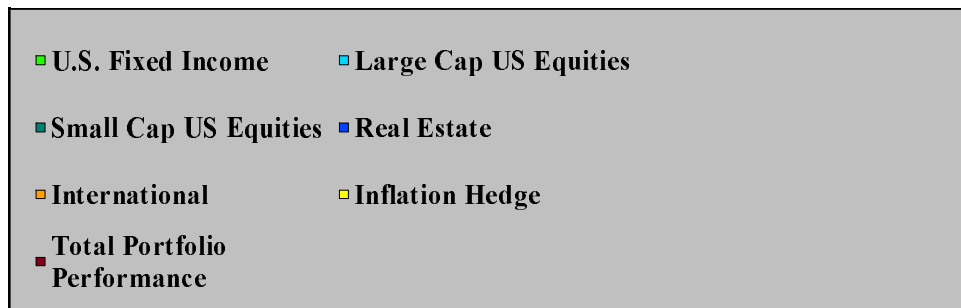 U.S. Fixed Income
Large Cap US Equities
Small Cap US Equities
Real Estate
International
Inflation Hedge
Total Portfolio
Performance